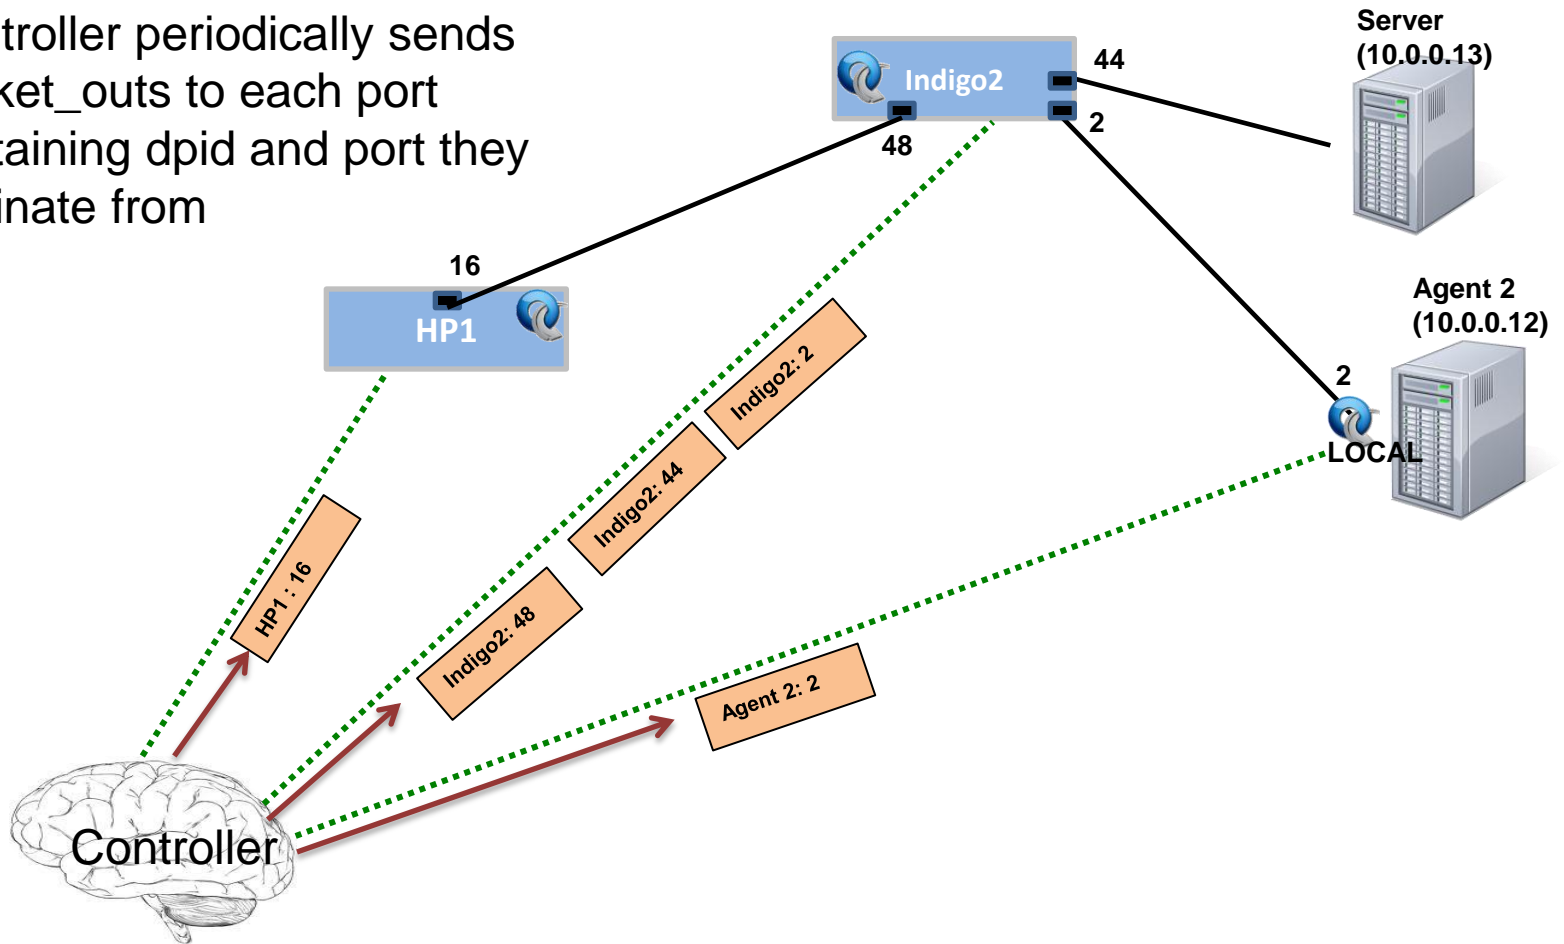 troller periodically sends
ket_outs to each port
taining dpid and port they
inate from
Server
(10.0.0.13)
Indigo2
44
2
48
16
HP1
Agent 2
(10.0.0.12)
2
LOCAL
Indigo2: 2
Indigo2: 44
HP1 : 16
Indigo2: 48
Agent 2: 2
Controller